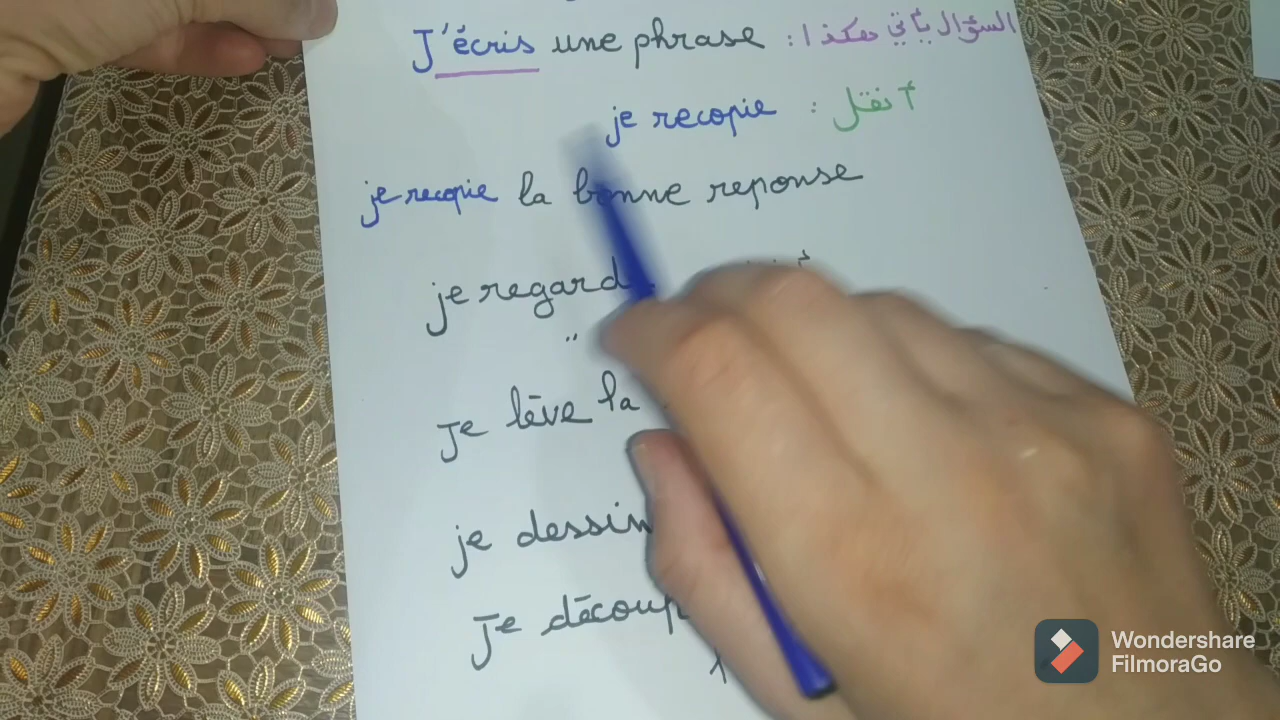 J'écris une phrase : السؤال يأتي هكذا
je recopie : أنقل
je recopie la bonne reponse
je regard
"
je lève la
je dessin
Je découp
Wondershare
FilmoraGo